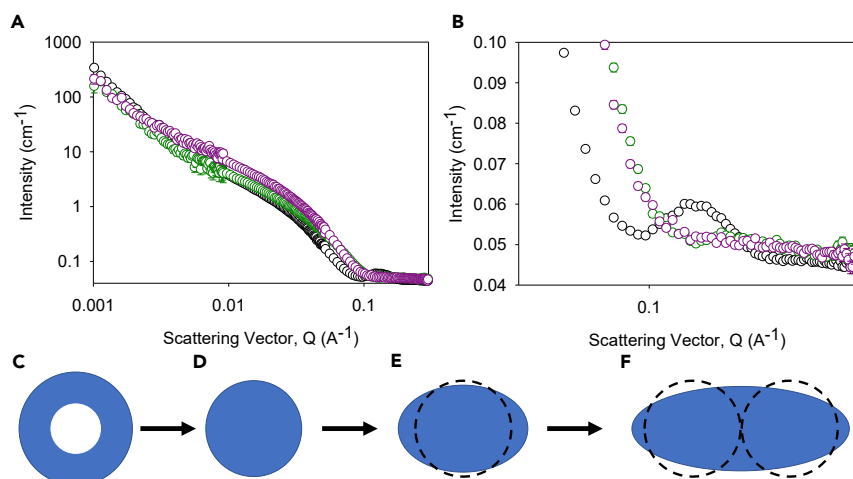 A
B
1000
100
10
1
0.1
Intensity (cm-1)
0.001
0.01
0.1
Scattering Vector, Q (A-1)
0.10
0.09
0.08
0.07
0.06
0.05
0.04
Intensity (cm-1)
0.1
Scattering Vector, Q (A-1)
C
D
E
F